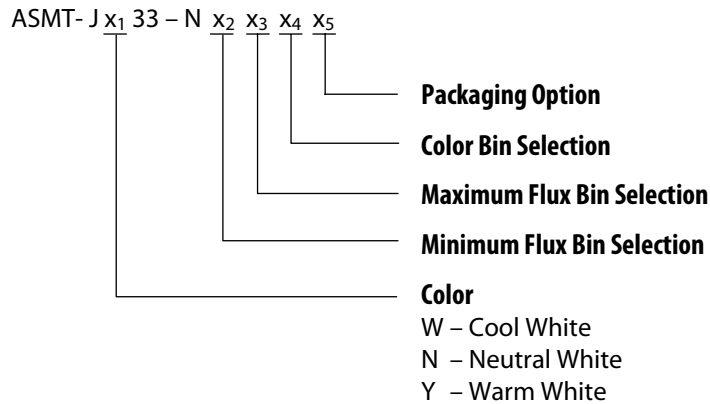 ASMT- J x1 33 – N x2 x3 x4 x5
Packaging Option
Color Bin Selection
Maximum Flux Bin Selection
Minimum Flux Bin Selection
Color
W – Cool White
N – Neutral White
Y – Warm White